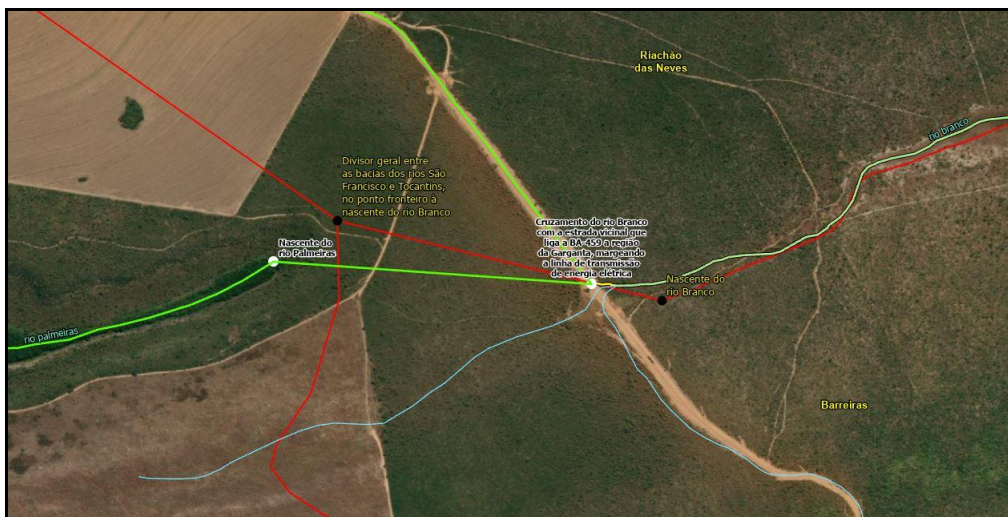 Riachão
das Neves
rio branco
Divisor geral entre
as bacias dos rios São
Francisco e Tocantins,
no ponto fronteiro à
nascente do rio Branco
Nascente do
rio Palmeiras
Cruzamento do rio Branco
com a estrada vicinal que
liga a BA-459 a região
da Garganta, margeando
a linha de transmissão
de energia elétrica
Nascente do
rio Branco
rio palmeiras
Barreiras